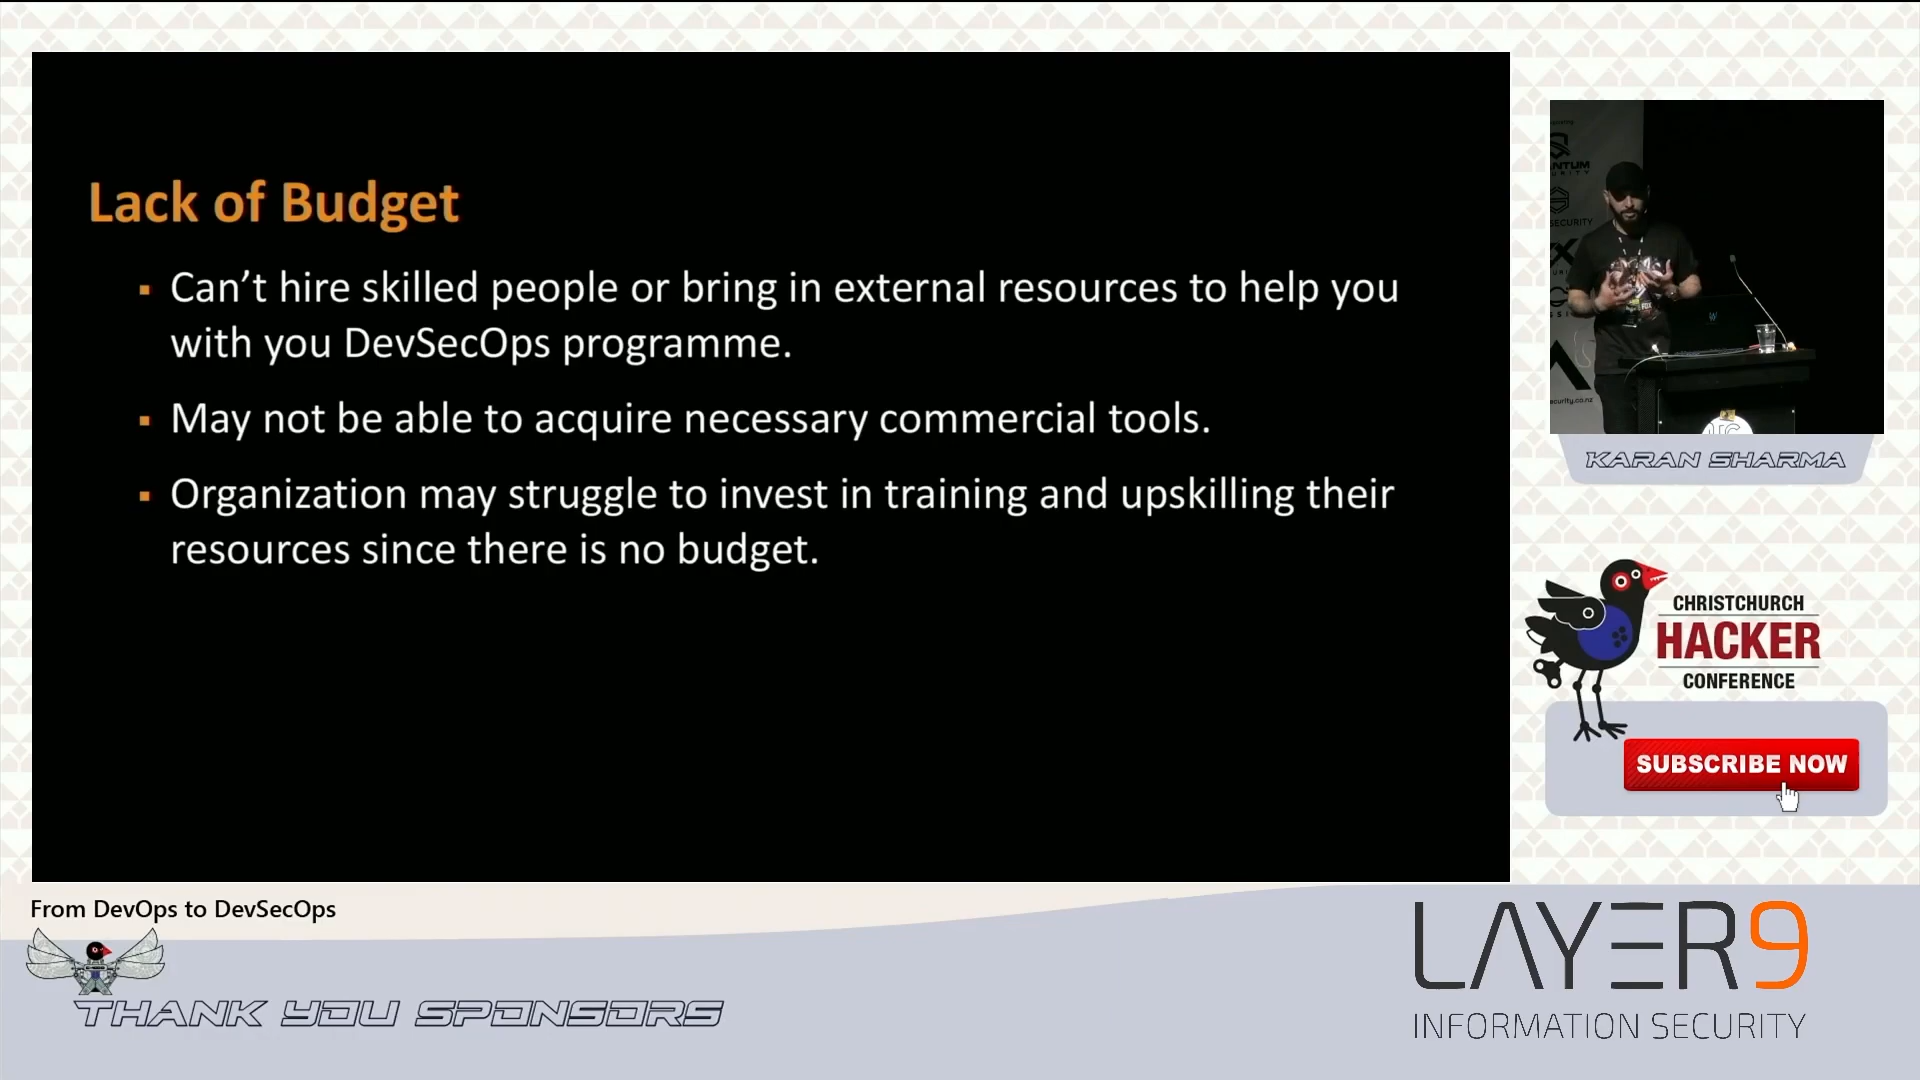 Lack of Budget
▪ Can’t hire skilled people or bring in external resources to help you
with you DevSecOps programme.
▪ May not be able to acquire necessary commercial tools.
▪ Organization may struggle to invest in training and upskilling their
resources since there is no budget.
KARAN SHARMA
CHRISTCHURCH
HACKER
CONFERENCE
SUBSCRIBE NOW
From DevOps to DevSecOps
THANK YOU SPONSORS
LAYER9
INFORMATION SECURITY